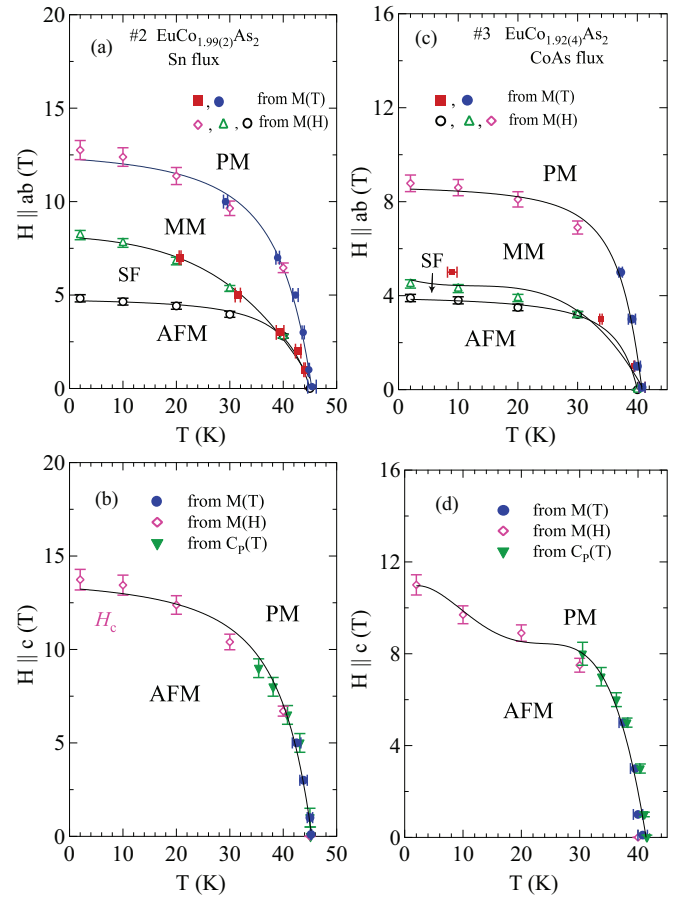 (a)
#2 EuCo1.99(2)As2
Sn flux
, from M(T)
, , from M(H)
PM
MM
SF
AFM
H || ab (T)
20
15
10
5
0
0 10 20 30 40 50
T (K)
(c)
#3 EuCo1.92(4)As2
CoAs flux
, from M(T)
, , from M(H)
PM
MM
SF
AFM
H || ab (T)
16
12
8
4
0
0 10 20 30 40
T (K)
(b)
from M(T)
from M(H)
from CP(T)
PM
Hc
AFM
H || c (T)
20
15
10
5
0
0 10 20 30 40 50
T (K)
(d)
from M(T)
from M(H)
from CP(T)
PM
AFM
H || c (T)
16
12
8
4
0
0 10 20 30 40
T (K)